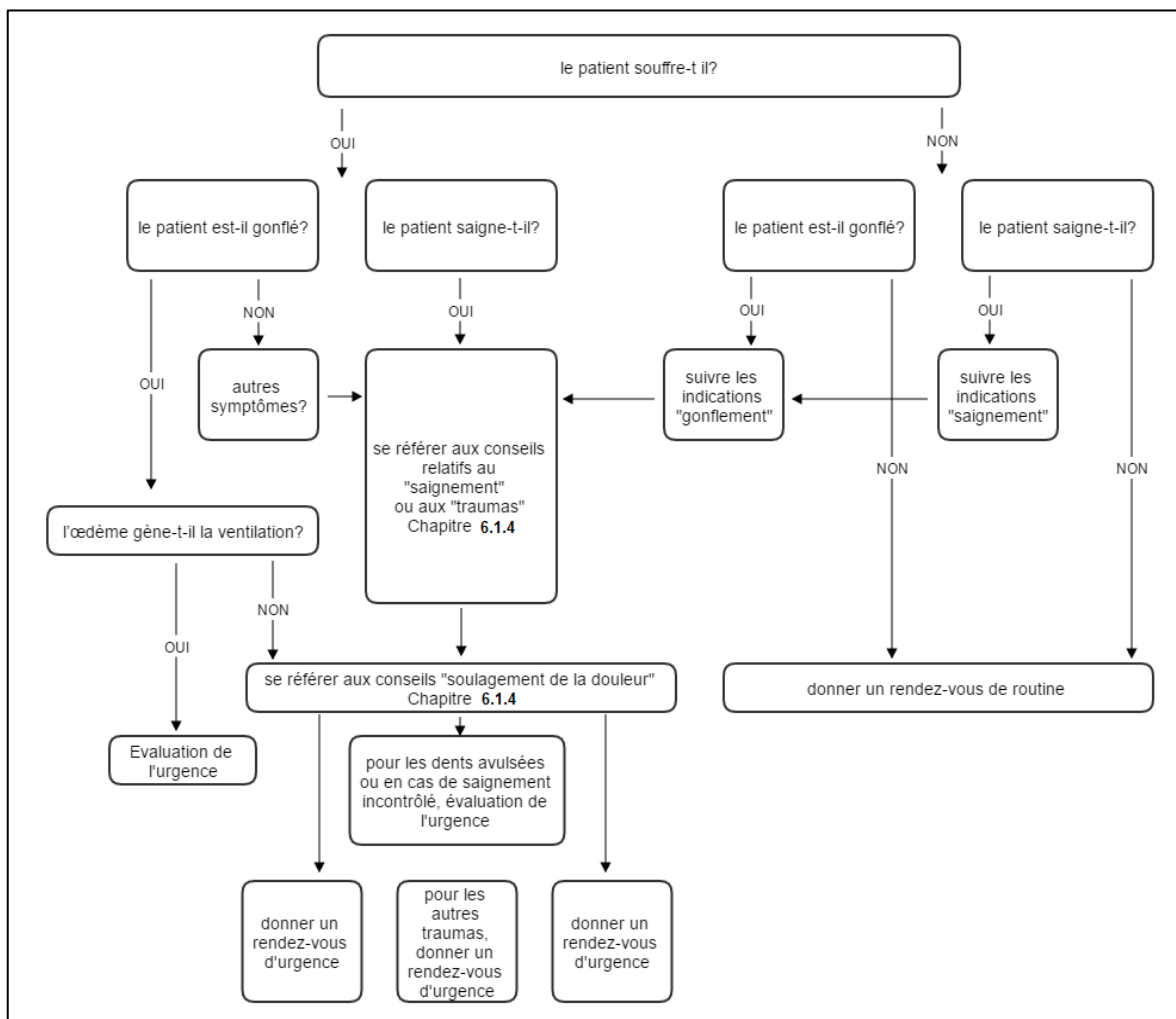 le patient souffre-t il?
OUI
NON
le patient est-il gonflé?
le patient saigne-t-il?
le patient est-il gonflé?
le patient saigne-t-il?
NON
OUI
OUI
OUI
OUI
autres
symptômes?
se référer aux conseils
relatifs au
"saignement"
ou aux "traumas"
Chapitre 6.1.4
suivre les
indications
"gonflement"
suivre les
indications
"saignement"
NON
NON
l'œdème gène-t-il la ventilation?
NON
OUI
se référer aux conseils "soulagement de la douleur"
Chapitre 6.1.4
donner un rendez-vous de routine
Evaluation de
l'urgence
pour les dents avulsées
ou en cas de saignement
incontrôlé, évaluation de
l'urgence
donner un
rendez-vous
d'urgence
pour les
autres
traumas,
donner un
rendez-vous
d'urgence
donner un
rendez-vous
d'urgence